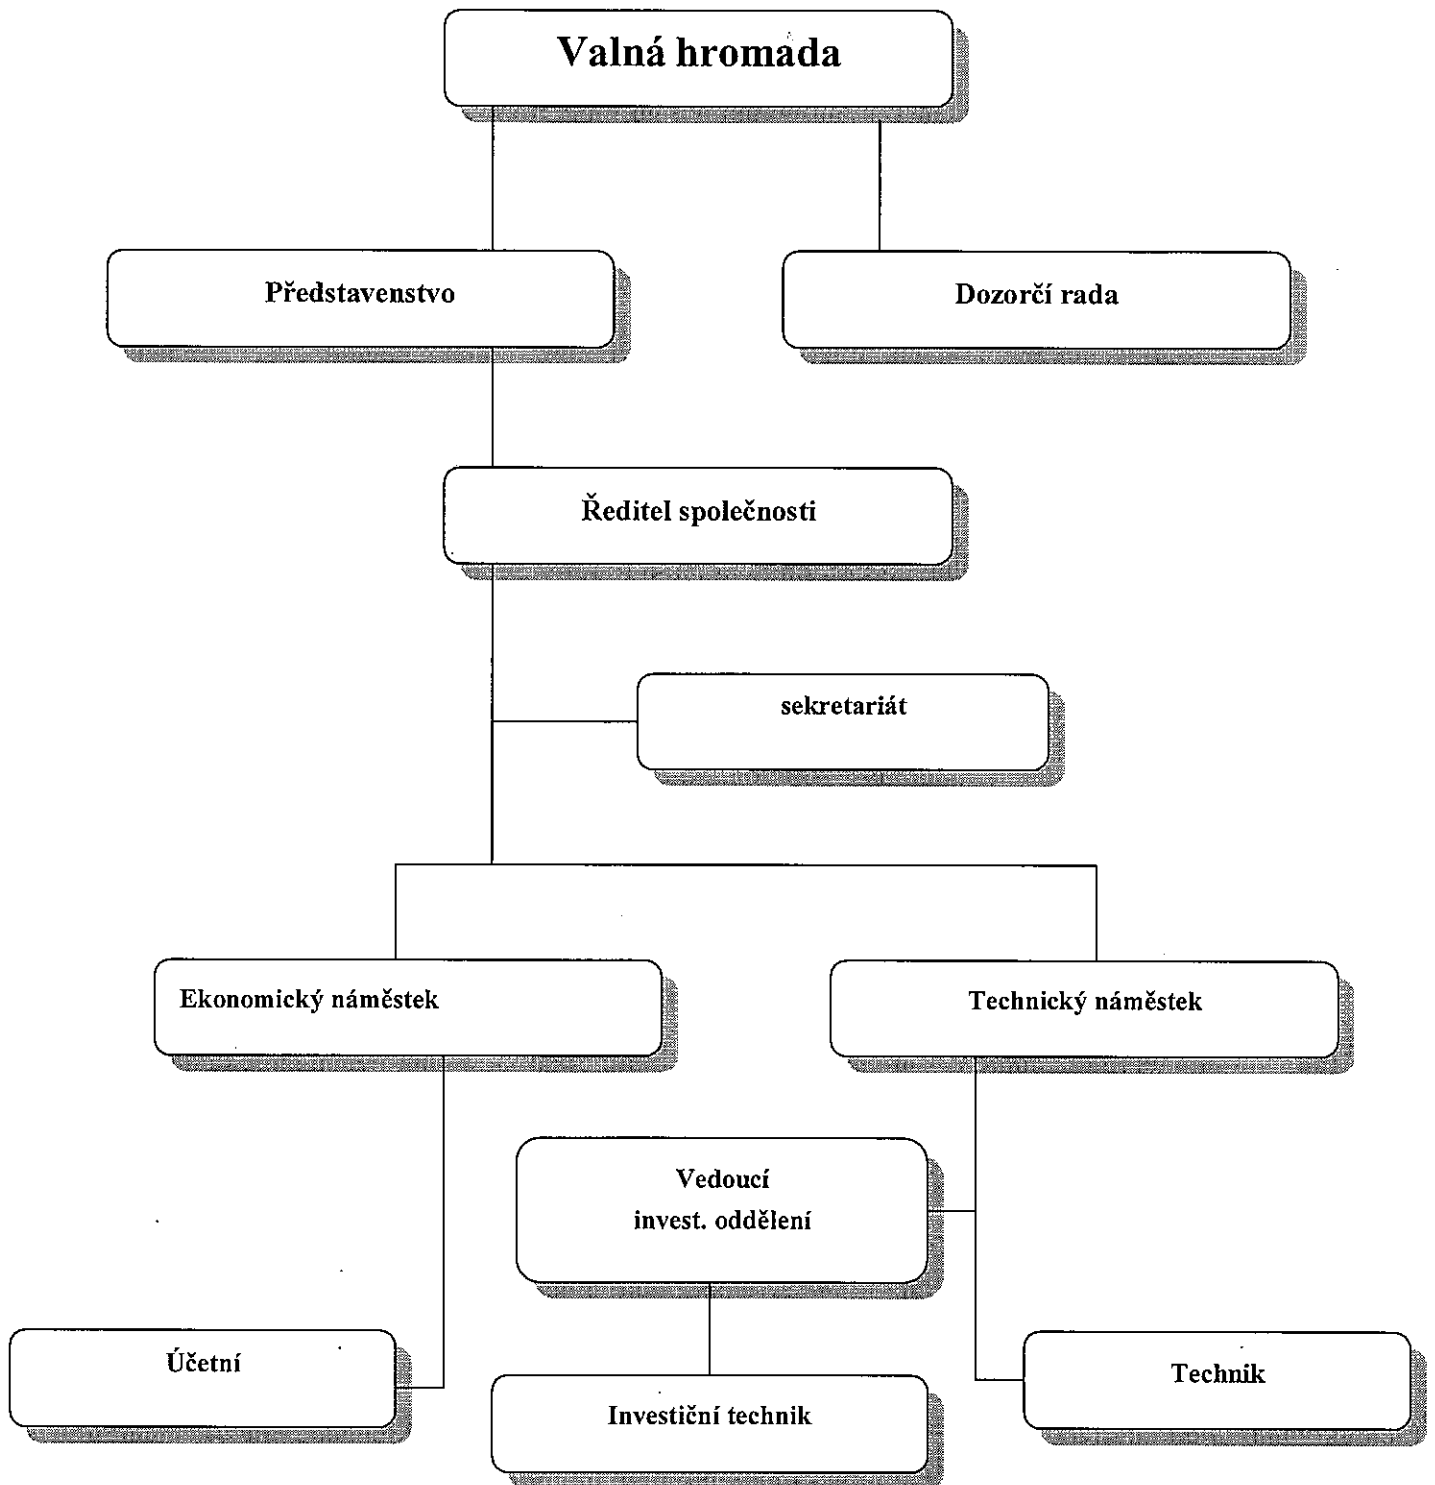 Valná hromada
Představenstvo
Dozorčí rada
Ředitel společnosti
sekretariát
Ekonomický náměstek
Technický náměstek
Vedoucí
invest. oddělení
Účetní
Investiční technik
Technik